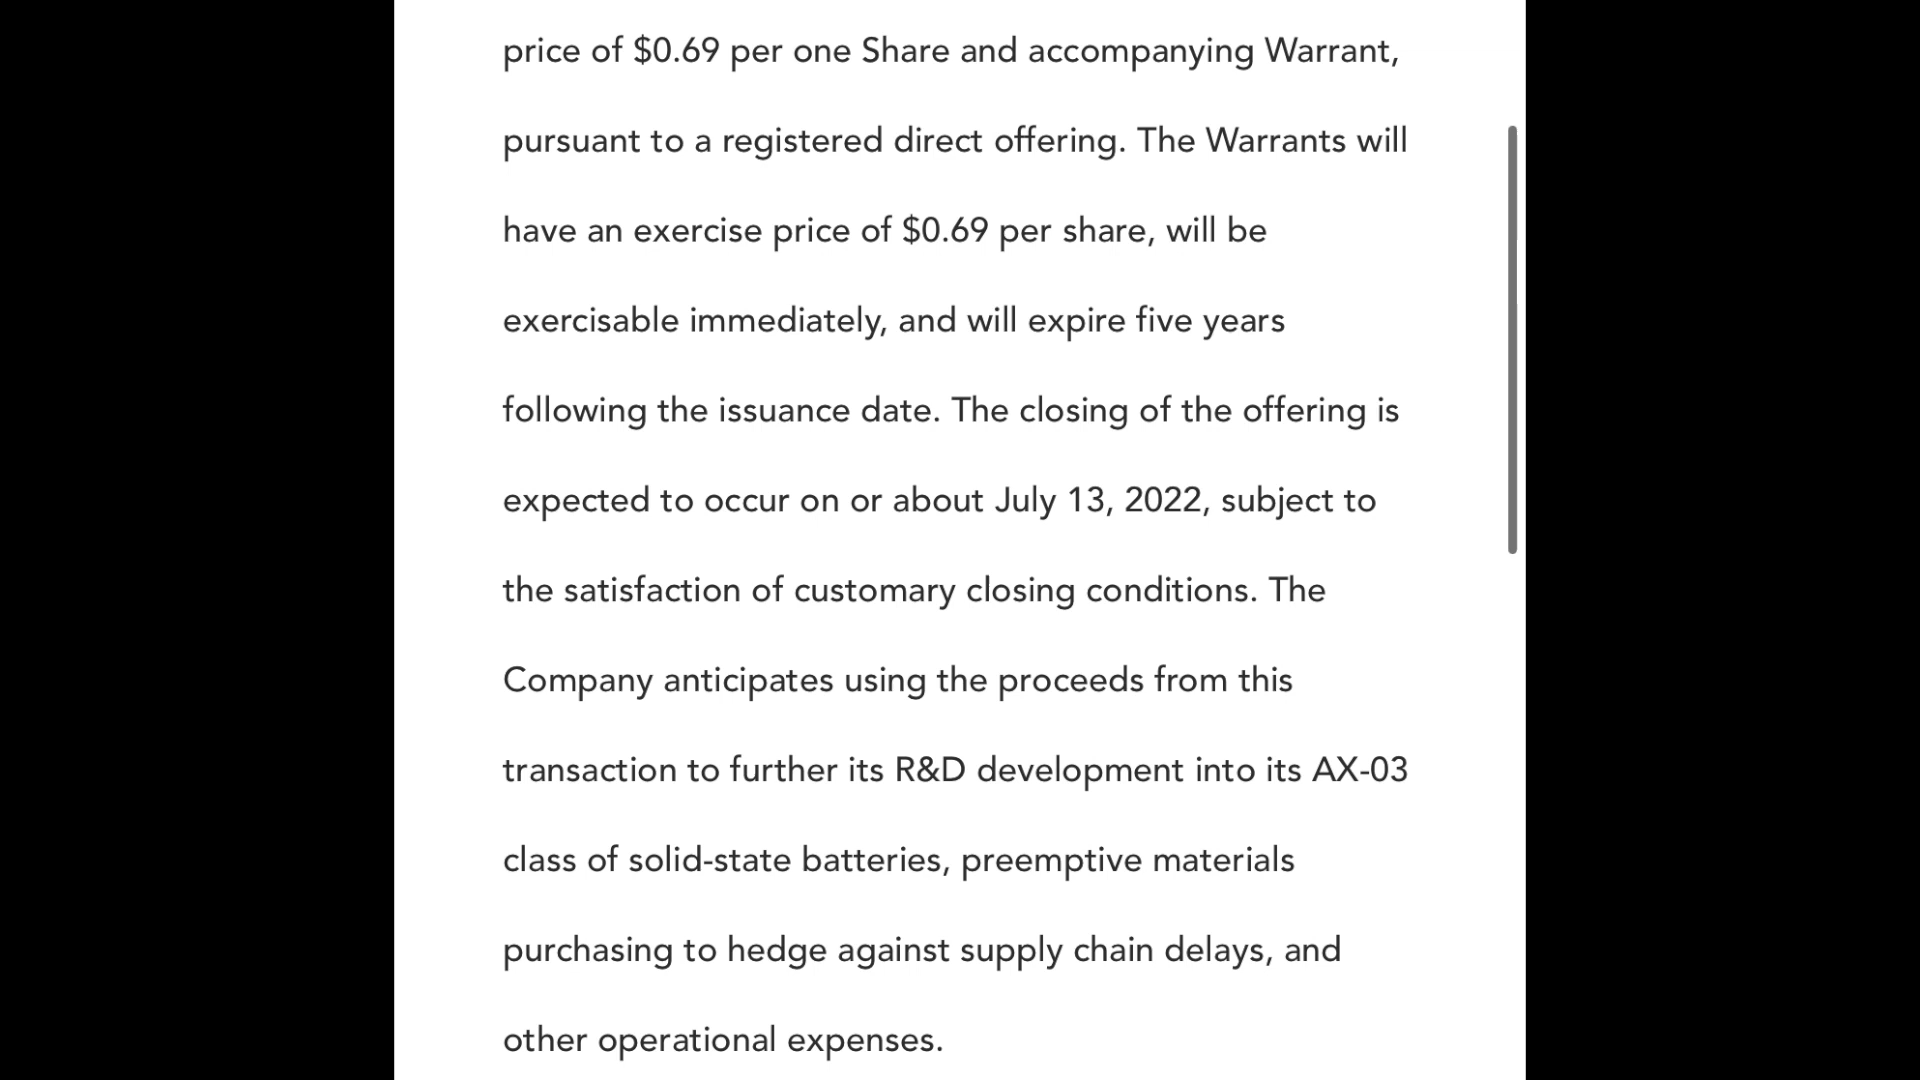 price of $0.69 per one Share and accompanying Warrant,
pursuant to a registered direct offering. The Warrants will
have an exercise price of $0.69 per share, will be
exercisable immediately, and will expire five years
following the issuance date. The closing of the offering is
expected to occur on or about July 13, 2022, subject to
the satisfaction of customary closing conditions. The
Company anticipates using the proceeds from this
transaction to further its R&D development into its AX-03
class of solid-state batteries, preemptive materials
purchasing to hedge against supply chain delays, and
other operational expenses.